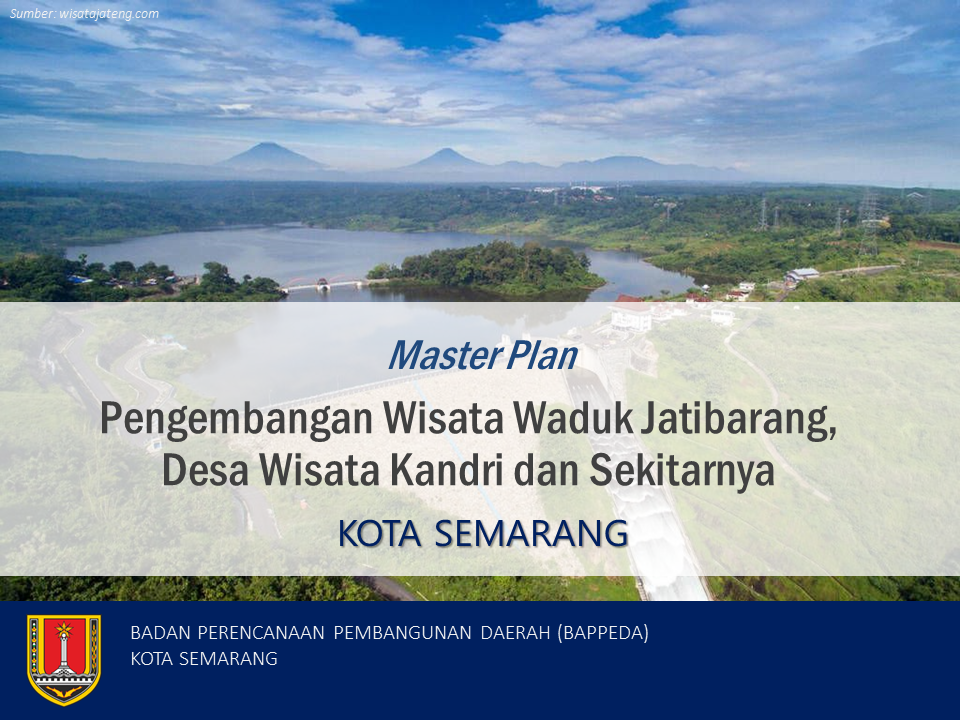 Sumber: wisatajateng.com
Master Plan
Pengembangan Wisata Waduk Jatibarang,
Desa Wisata Kandri dan Sekitarnya
KOTA SEMARANG
BADAN PERENCANAAN PEMBANGUNAN DAERAH (BAPPEDA)
KOTA SEMARANG